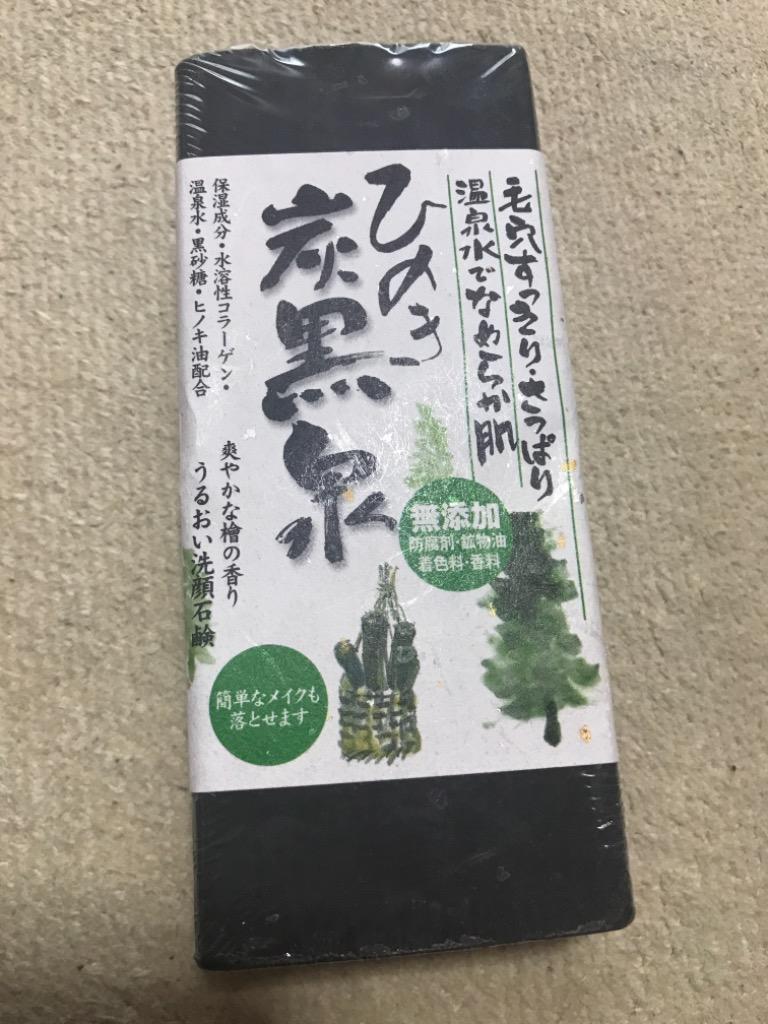 毛穴すっきり・さっぱり
温泉水でなめらか肌
ひのき
炭黒泉
保湿成分・水溶性コラーゲン・
温泉水・黒砂糖・ヒノキ油配合
爽やかな檜の香り
うるおい洗顔石鹸
無添加
防腐剤・鉱物油
着色料・香料
簡単なメイクも
落とせます